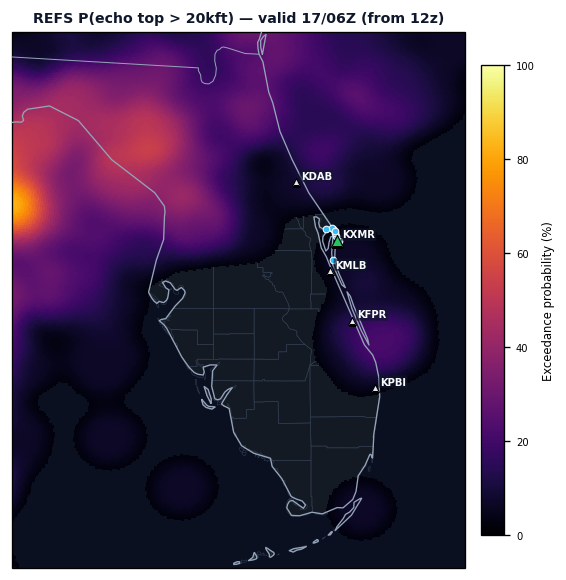 REFS P(echo top > 20kft) — valid 17/06Z (from 12z)
KDAB
KXMR
KMLB
KFPR
KPBI
100
80
60
40
20
0
Exceedance probability (%)